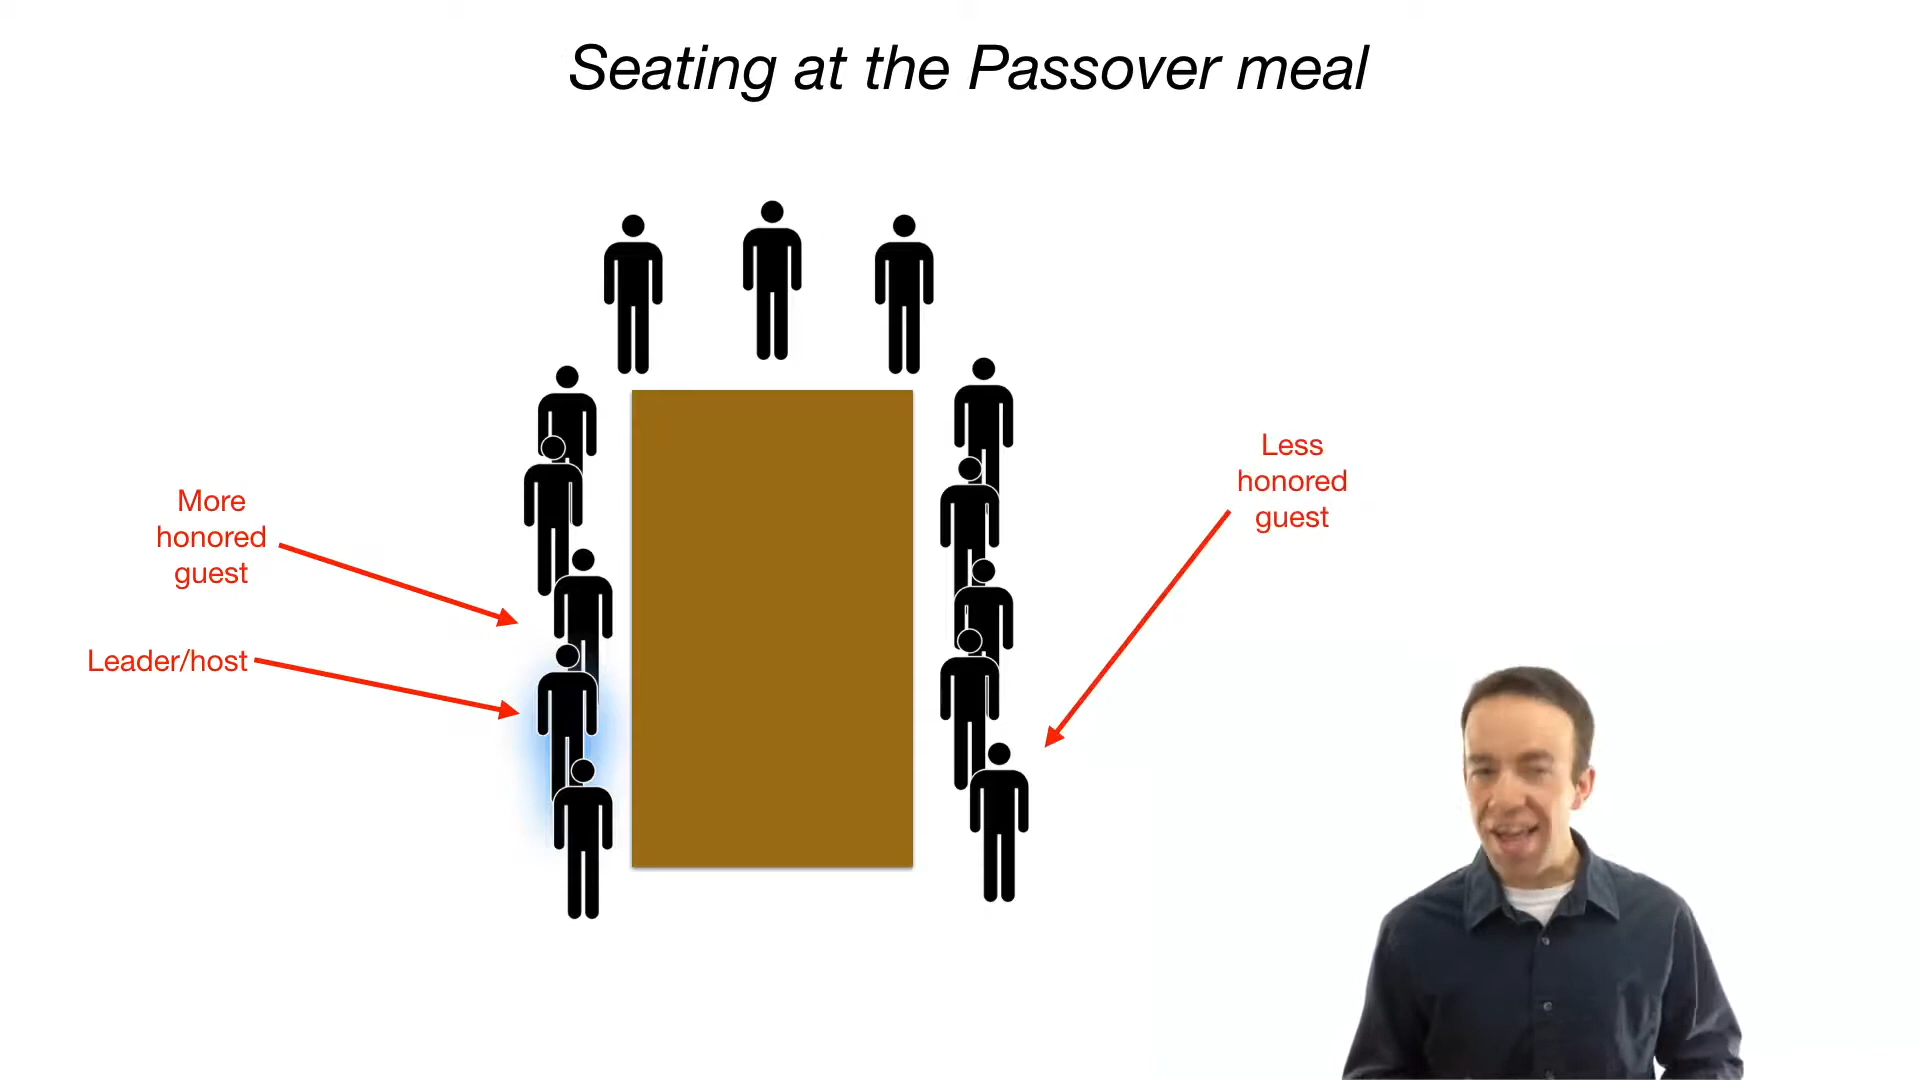 Seating at the Passover meal
More
honored
guest
Leader/host
Less
honored
guest